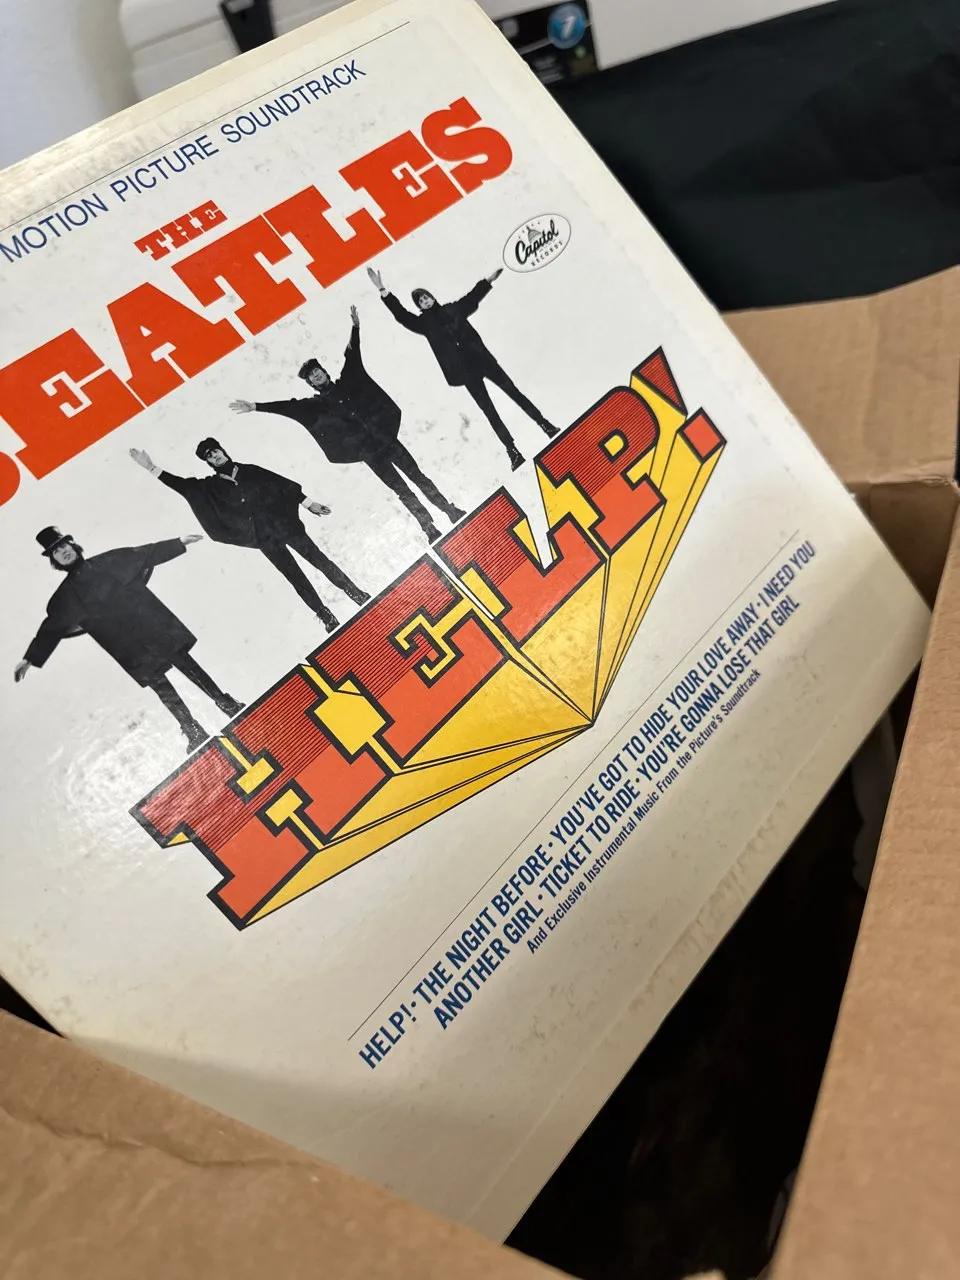 MOTION PICTURE SOUNDTRACK
THE
BEATLES
Capitol
RECORDS
HELP!
HELP! · THE NIGHT BEFORE · YOU'VE GOT TO HIDE YOUR LOVE AWAY · I NEED YOU
ANOTHER GIRL · TICKET TO RIDE · YOU'RE GONNA LOSE THAT GIRL
And Exclusive Instrumental Music From the Picture's Soundtrack